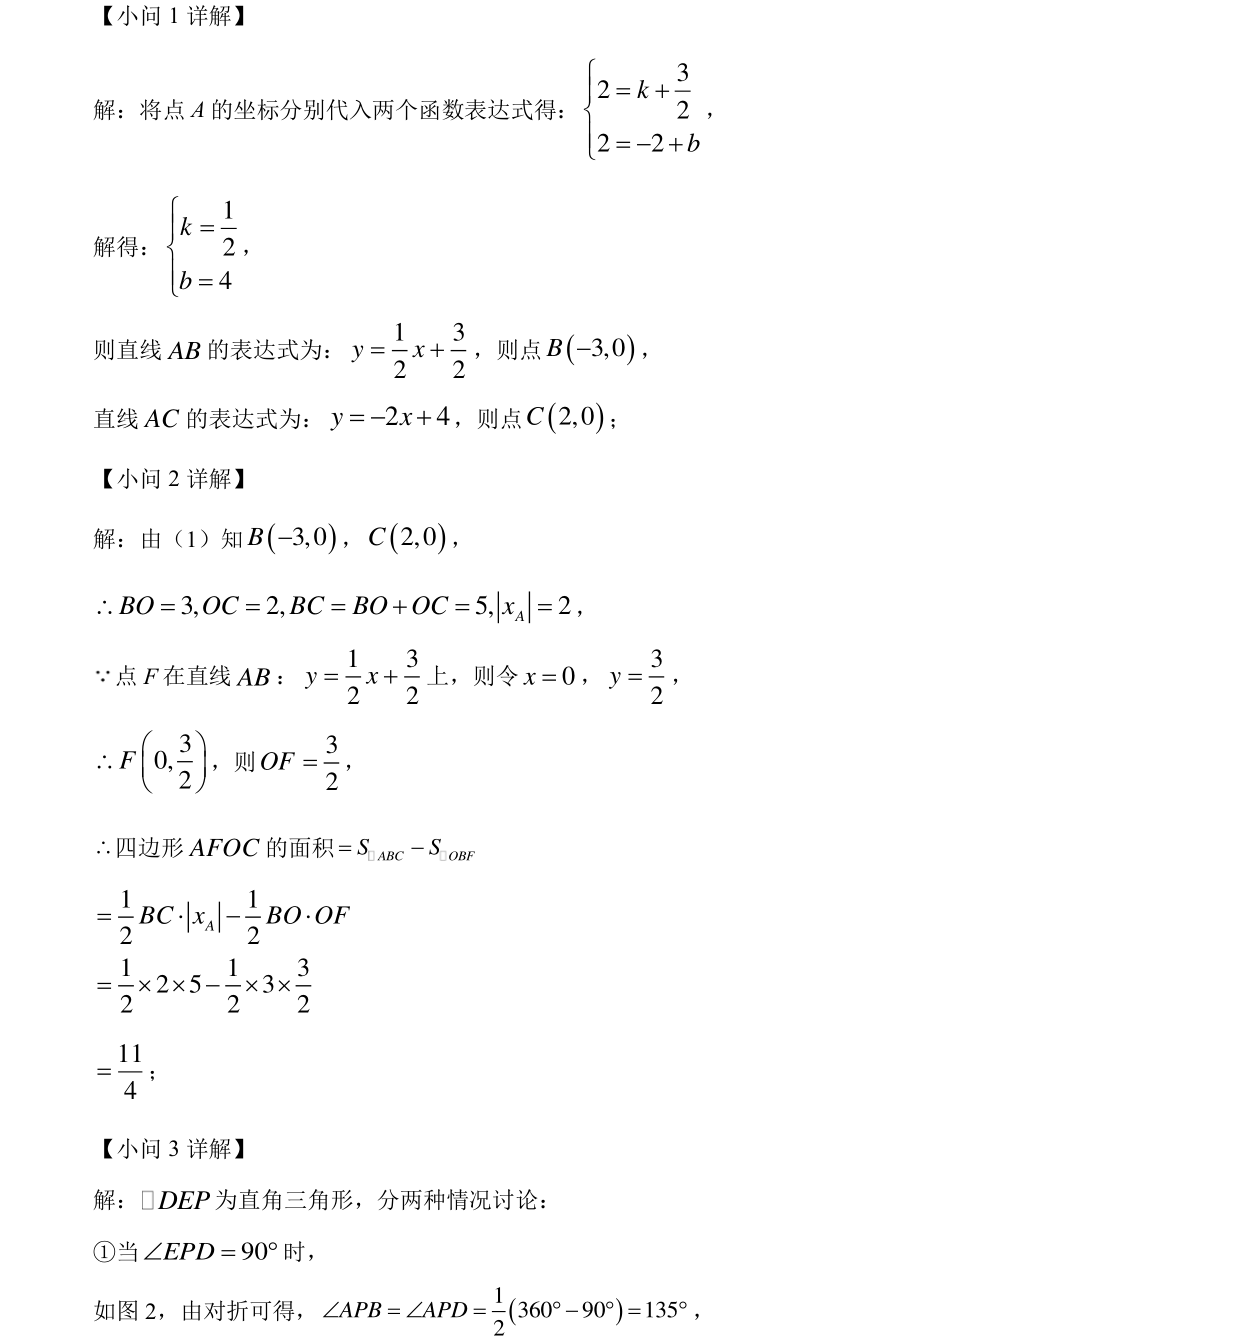 【小问 1 详解】
解：将点 A 的坐标分别代入两个函数表达式得：{2 = k + 3/2, 2 = −2 + b，
解得：{k = 1/2, b = 4，
则直线 AB 的表达式为：y = 1/2 x + 3/2，则点 B(−3,0)，
直线 AC 的表达式为：y = −2x + 4，则点 C(2,0)；
【小问 2 详解】
解：由（1）知 B(−3,0)，C(2,0)，
∴BO = 3, OC = 2, BC = BO + OC = 5, |x_A| = 2，
∵点 F 在直线 AB：y = 1/2 x + 3/2 上，则令 x = 0，y = 3/2，
∴F(0, 3/2)，则 OF = 3/2，
∴四边形 AFOC 的面积 = S_□ABC − S_□OBF
= 1/2 BC·|x_A| − 1/2 BO·OF
= 1/2 × 2 × 5 − 1/2 × 3 × 3/2
= 11/4；
【小问 3 详解】
解：□DEP 为直角三角形，分两种情况讨论：
①当∠EPD = 90° 时，
如图 2，由对折可得，∠APB = ∠APD = 1/2(360° − 90°) = 135°，